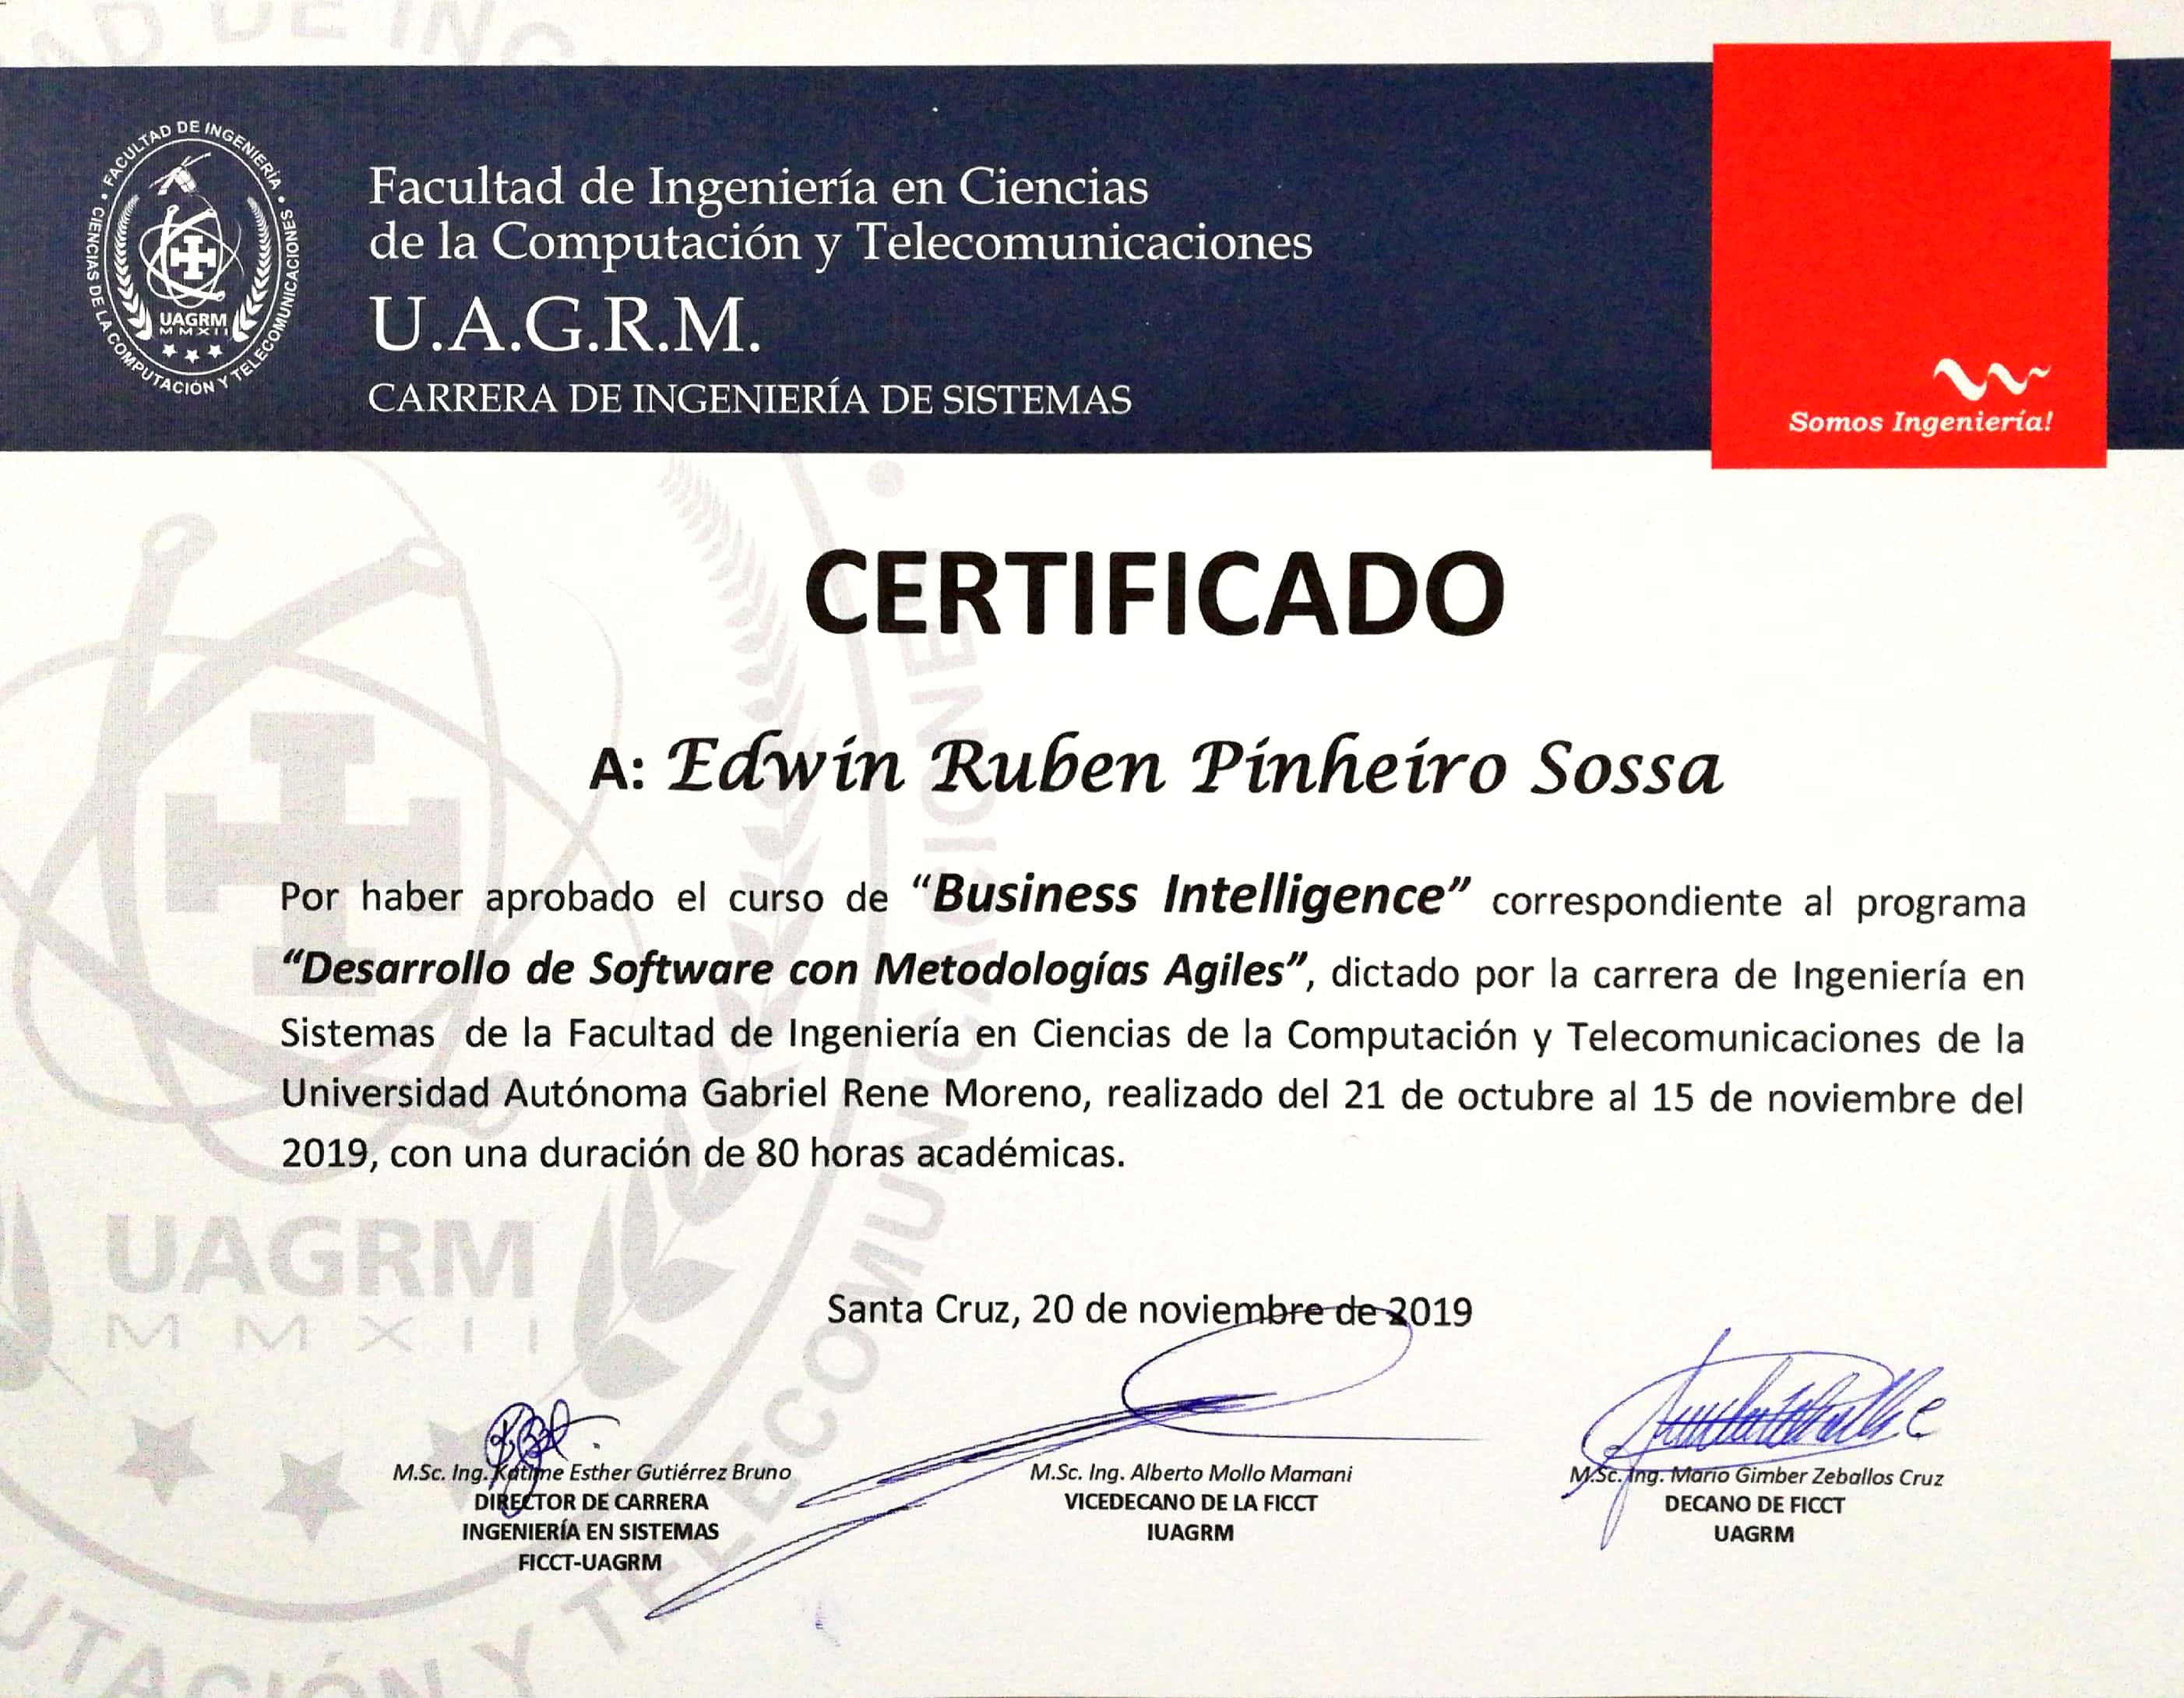 FACULTAD DE INGENIERÍA • CIENCIAS DE LA COMPUTACIÓN Y TELECOMUNICACIONES •
UAGRM
MMXII
Facultad de Ingeniería en Ciencias
de la Computación y Telecomunicaciones
U.A.G.R.M.
CARRERA DE INGENIERÍA DE SISTEMAS
Somos Ingeniería!
CERTIFICADO
A: Edwin Ruben Pinheiro Sossa
Por haber aprobado el curso de “Business Intelligence” correspondiente al programa
“Desarrollo de Software con Metodologías Agiles”, dictado por la carrera de Ingeniería en
Sistemas de la Facultad de Ingeniería en Ciencias de la Computación y Telecomunicaciones de la
Universidad Autónoma Gabriel Rene Moreno, realizado del 21 de octubre al 15 de noviembre del
2019, con una duración de 80 horas académicas.
UAGRM
MMXII
Santa Cruz, 20 de noviembre de 2019
M.Sc. Ing. Katime Esther Gutiérrez Bruno
DIRECTOR DE CARRERA
INGENIERÍA EN SISTEMAS
FICCT-UAGRM
M.Sc. Ing. Alberto Mollo Mamani
VICEDECANO DE LA FICCT
IUAGRM
M.Sc. Ing. Mario Gimber Zeballos Cruz
DECANO DE FICCT
UAGRM